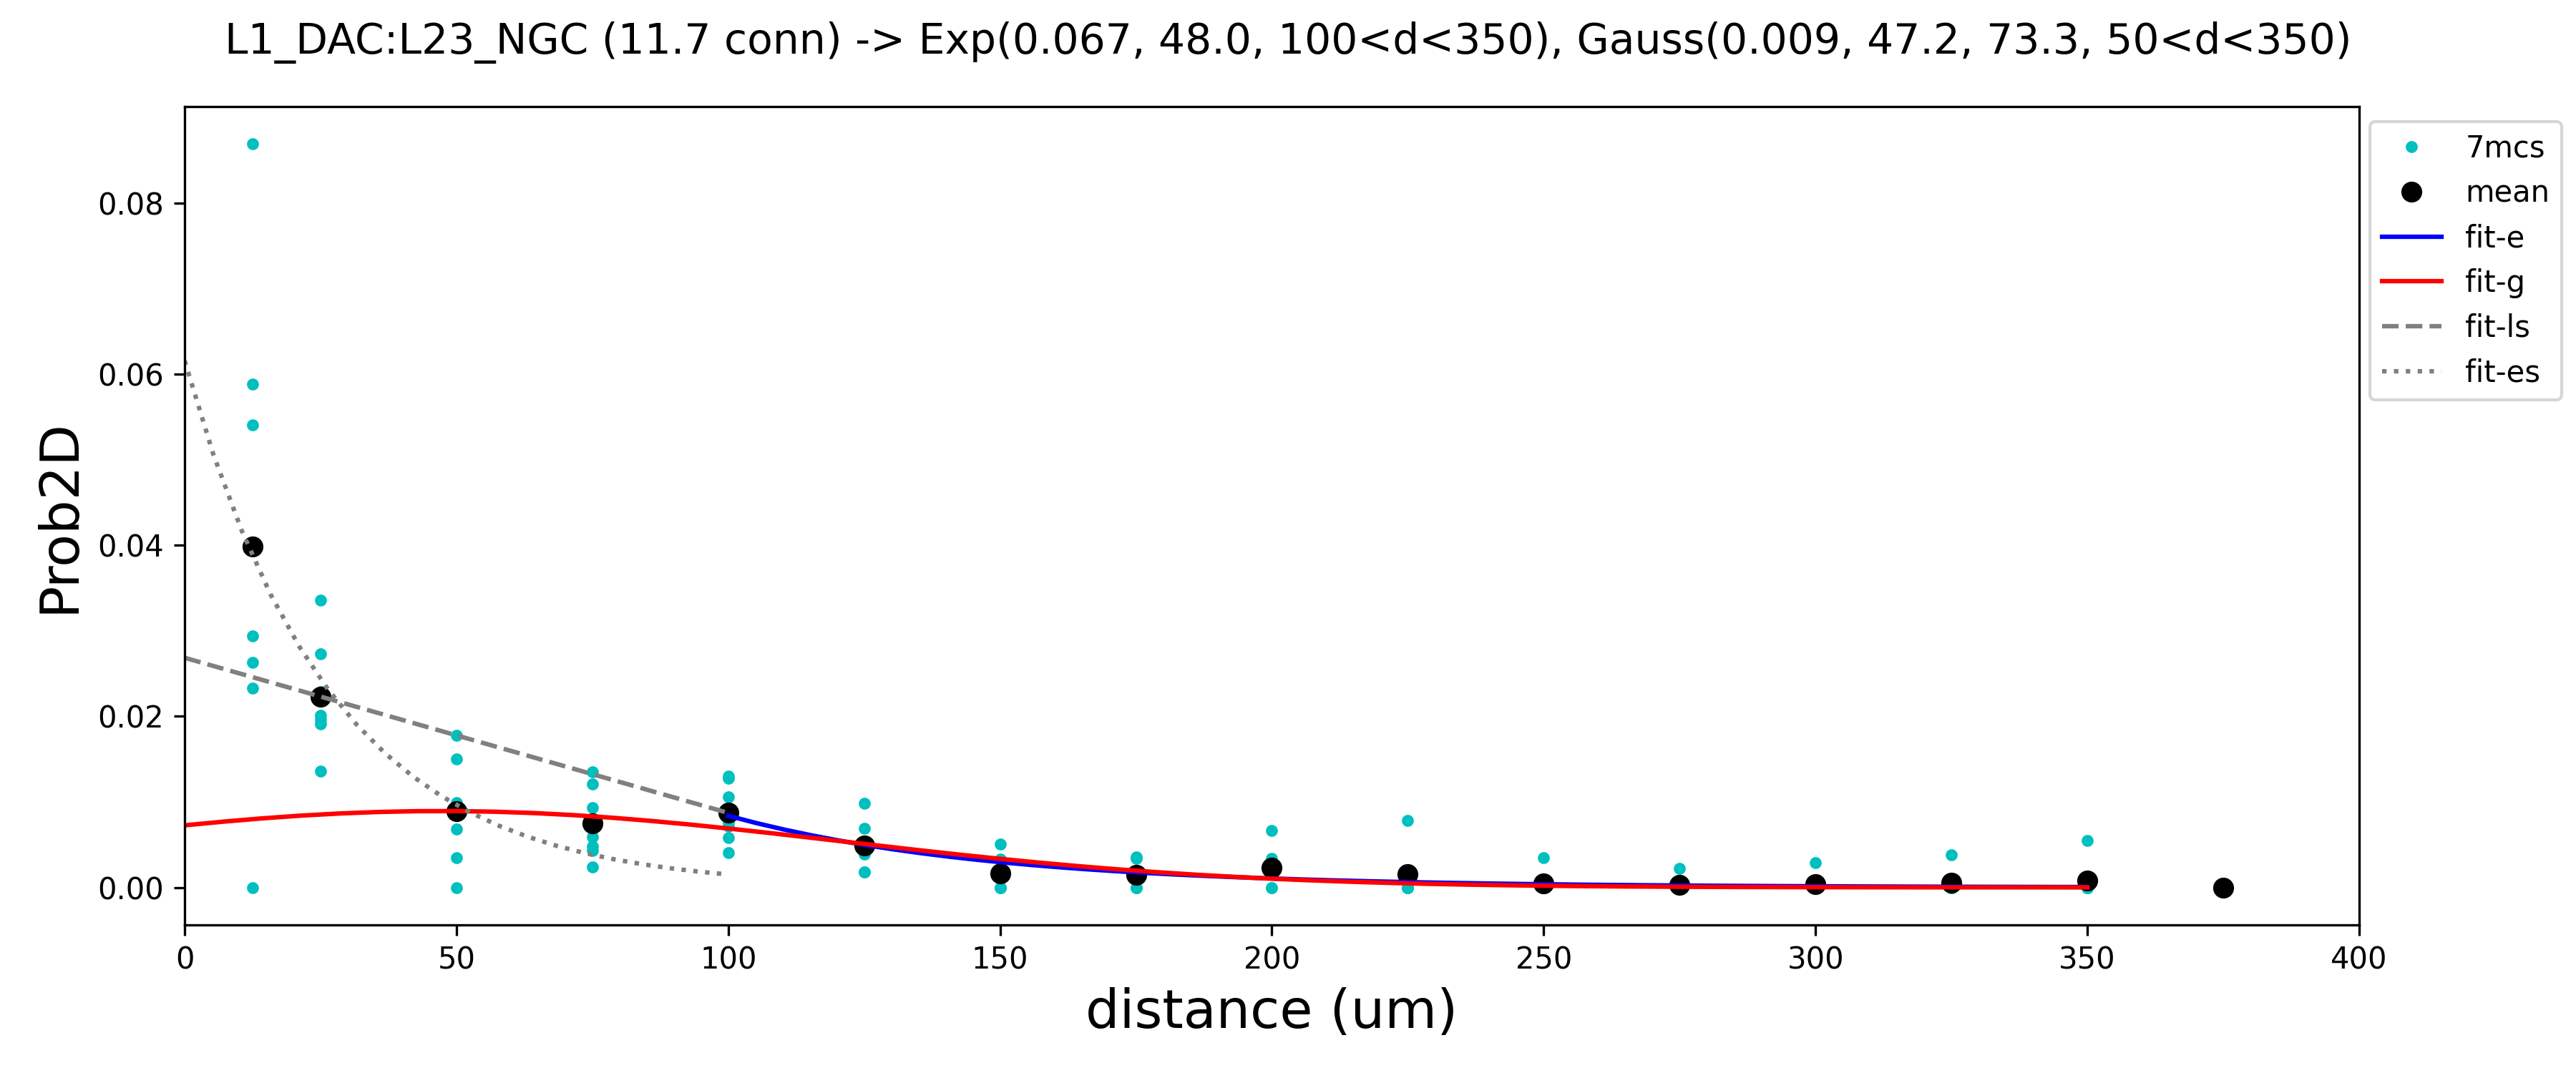 L1_DAC:L23_NGC (11.7 conn) -> Exp(0.067, 48.0, 100<d<350), Gauss(0.009, 47.2, 73.3, 50<d<350)
7mcs
mean
fit-e
fit-g
fit-ls
fit-es
Prob2D
0.08
0.06
0.04
0.02
0.00
0 50 100 150 200 250 300 350 400
distance (um)